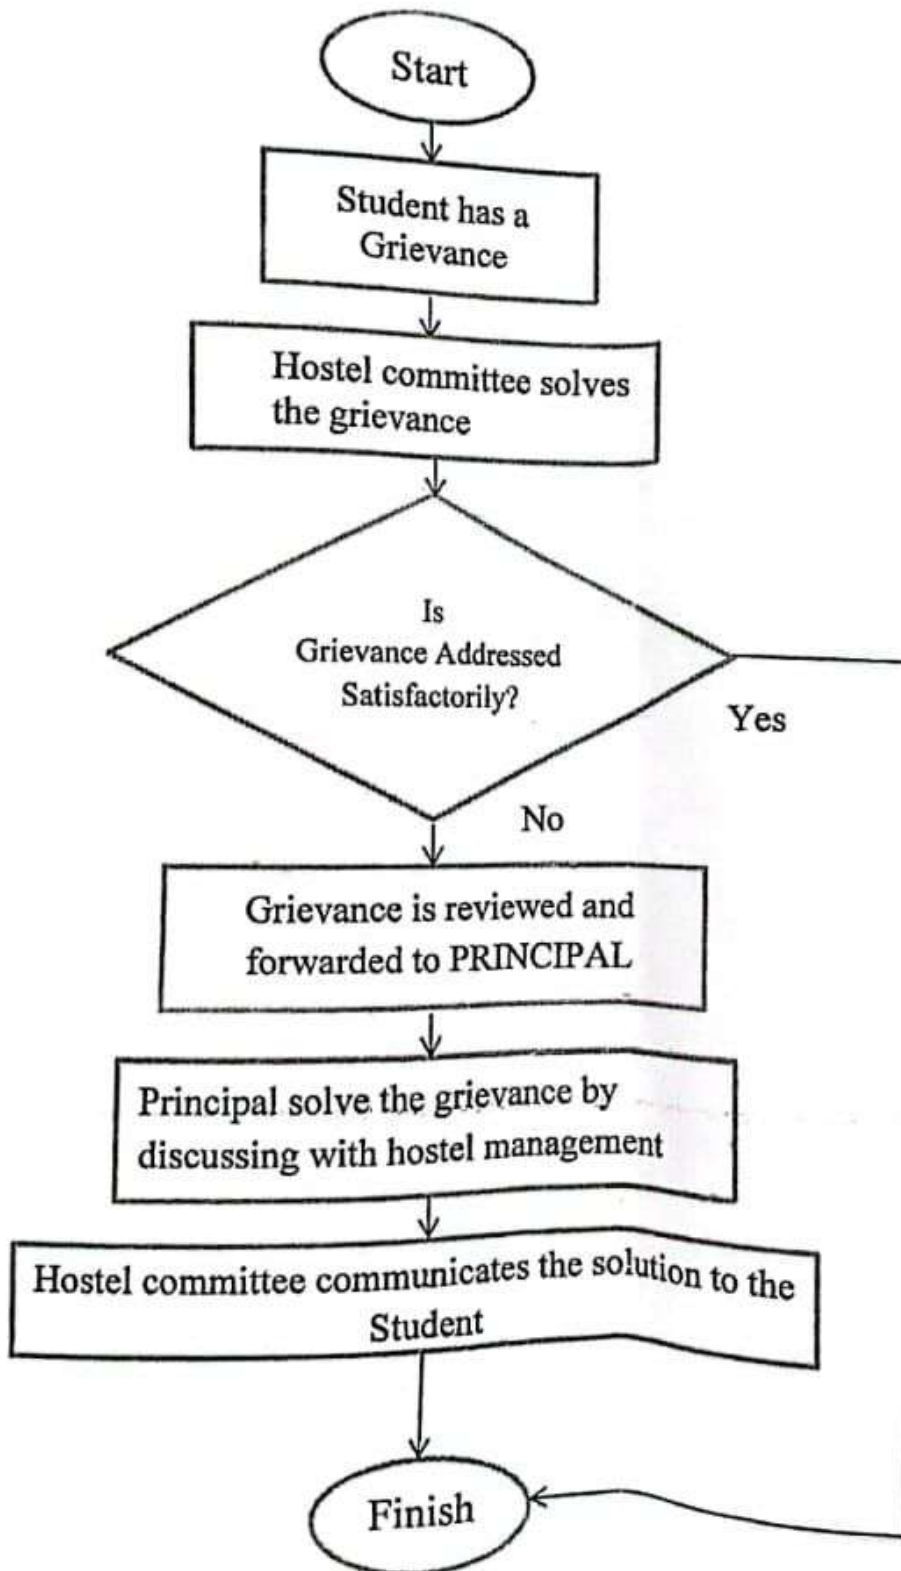 Start
Student has a
Grievance
Hostel committee solves
the grievance
Is
Grievance Addressed
Satisfactorily?
Yes
No
Grievance is reviewed and
forwarded to PRINCIPAL
Principal solve the grievance by
discussing with hostel management
Hostel committee communicates the solution to the
Student
Finish